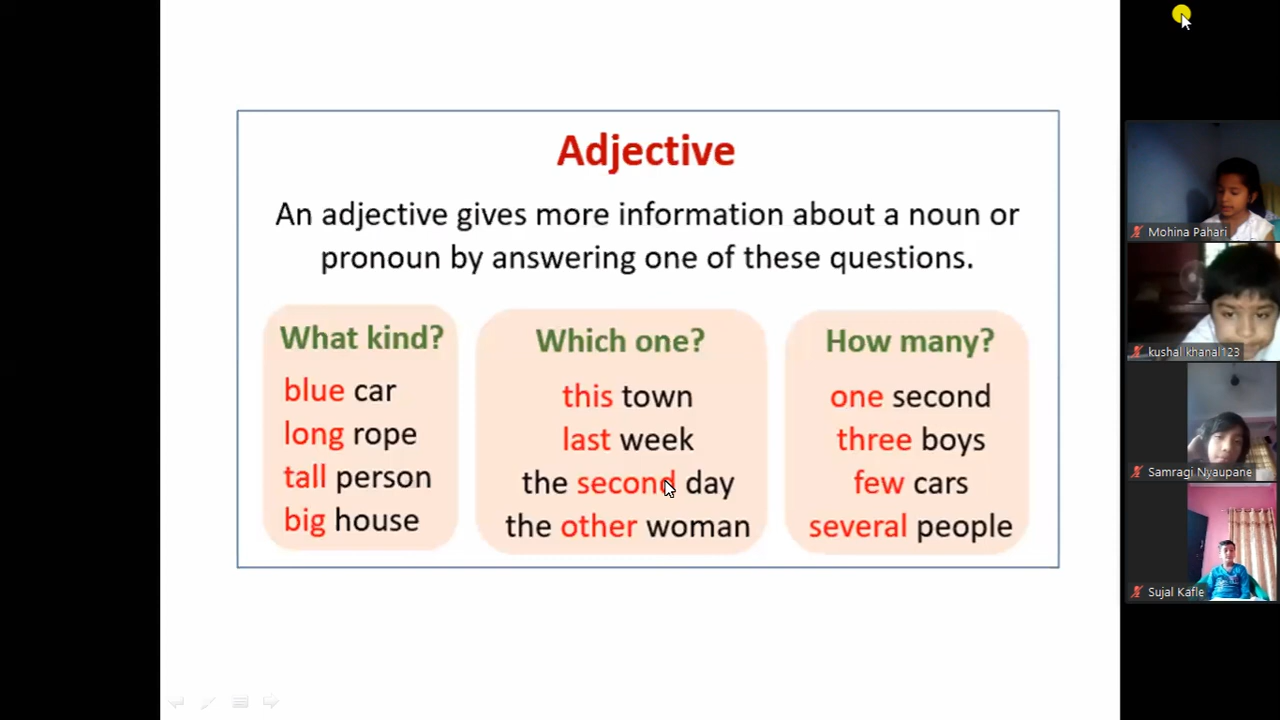 Adjective
An adjective gives more information about a noun or
pronoun by answering one of these questions.
What kind?
blue car
long rope
tall person
big house
Which one?
this town
last week
the second day
the other woman
How many?
one second
three boys
few cars
several people
Mohina Pahari
kushal khanal123
Samragi Nyaupane
Sujal Kafle